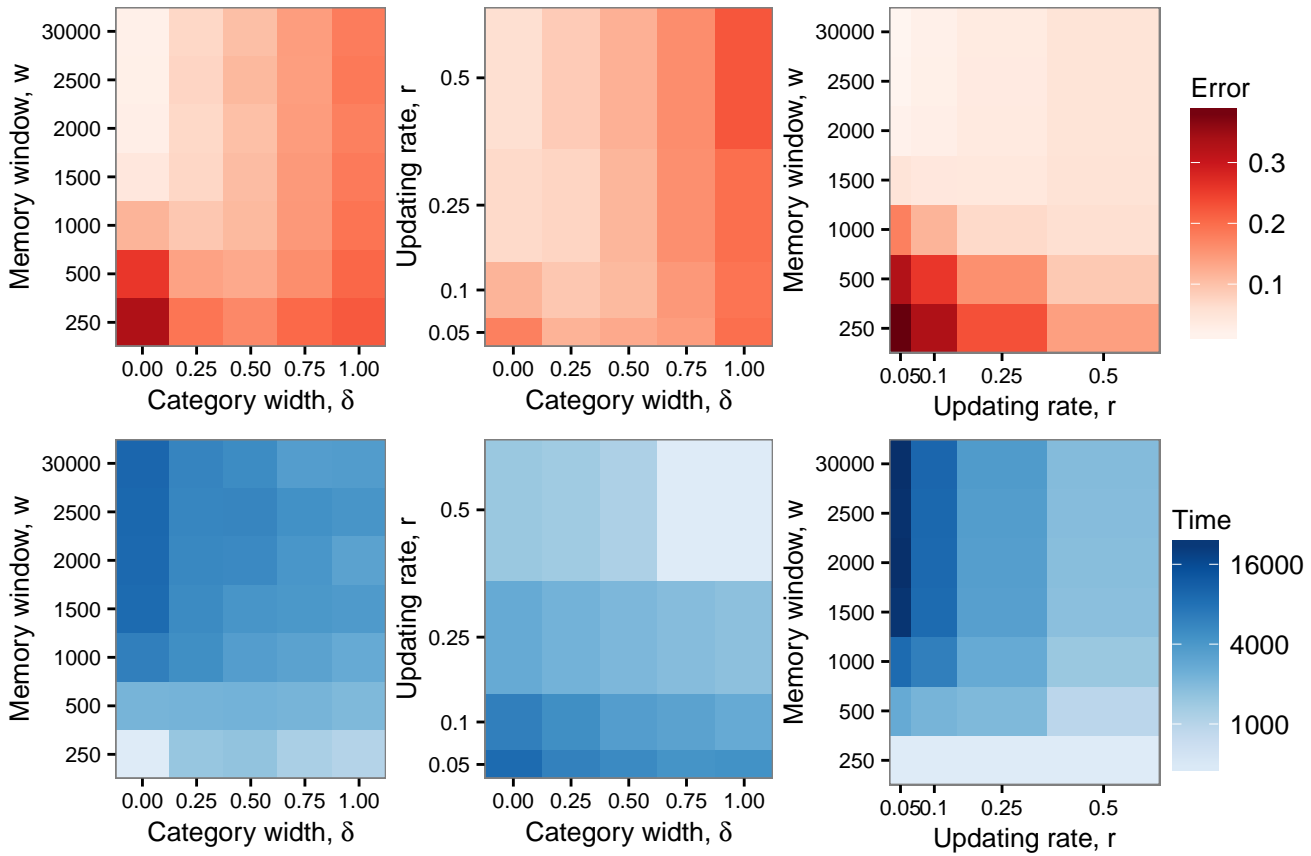 Memory window, w
30000
2500
2000
1500
1000
500
250
0.00 0.25 0.50 0.75 1.00
Category width, δ
Updating rate, r
0.5
0.25
0.1
0.05
0.00 0.25 0.50 0.75 1.00
Category width, δ
Memory window, w
30000
2500
2000
1500
1000
500
250
0.05 0.1 0.25 0.5
Updating rate, r
Error
0.3
0.2
0.1
Memory window, w
30000
2500
2000
1500
1000
500
250
0.00 0.25 0.50 0.75 1.00
Category width, δ
Updating rate, r
0.5
0.25
0.1
0.05
0.00 0.25 0.50 0.75 1.00
Category width, δ
Memory window, w
30000
2500
2000
1500
1000
500
250
0.05 0.1 0.25 0.5
Updating rate, r
Time
16000
4000
1000